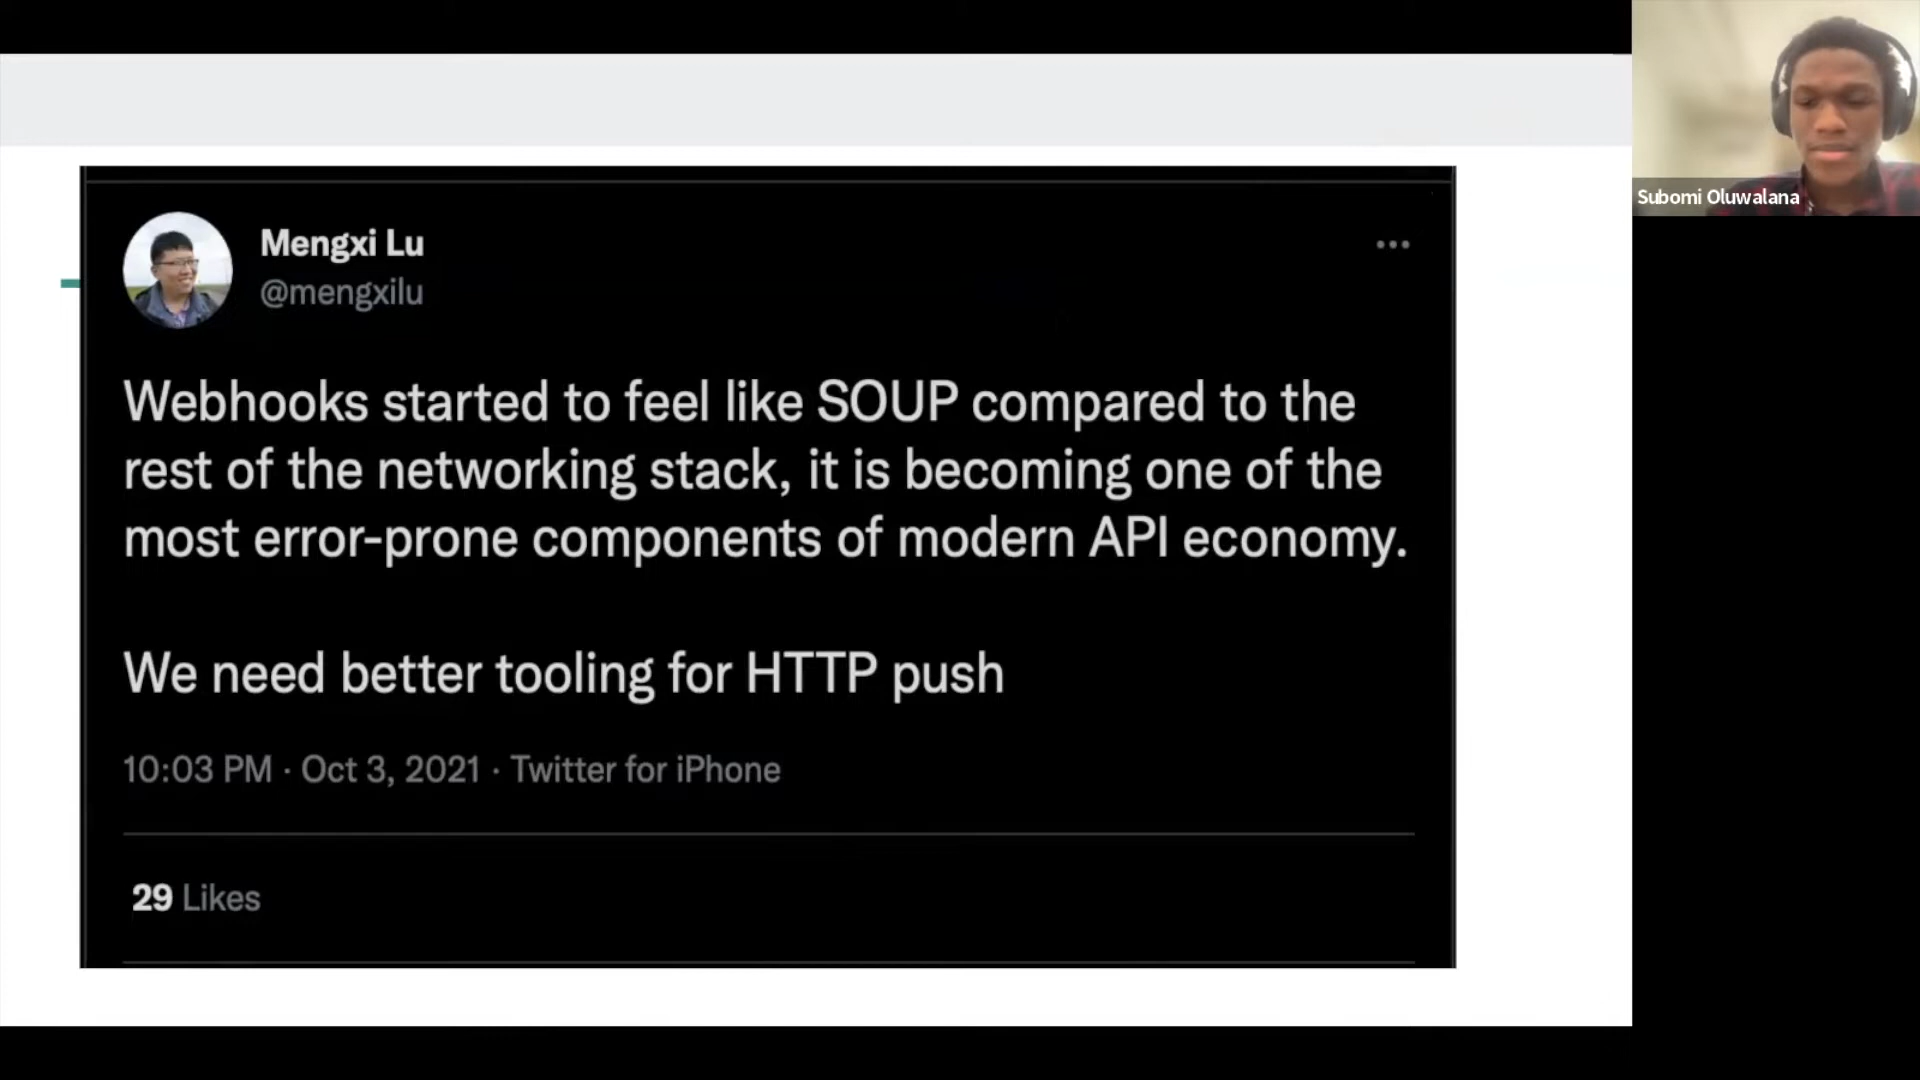 Mengxi Lu
@mengxilu
Webhooks started to feel like SOUP compared to the
rest of the networking stack, it is becoming one of the
most error-prone components of modern API economy.
We need better tooling for HTTP push
10:03 PM · Oct 3, 2021 · Twitter for iPhone
29 Likes
Subomi Oluwalana